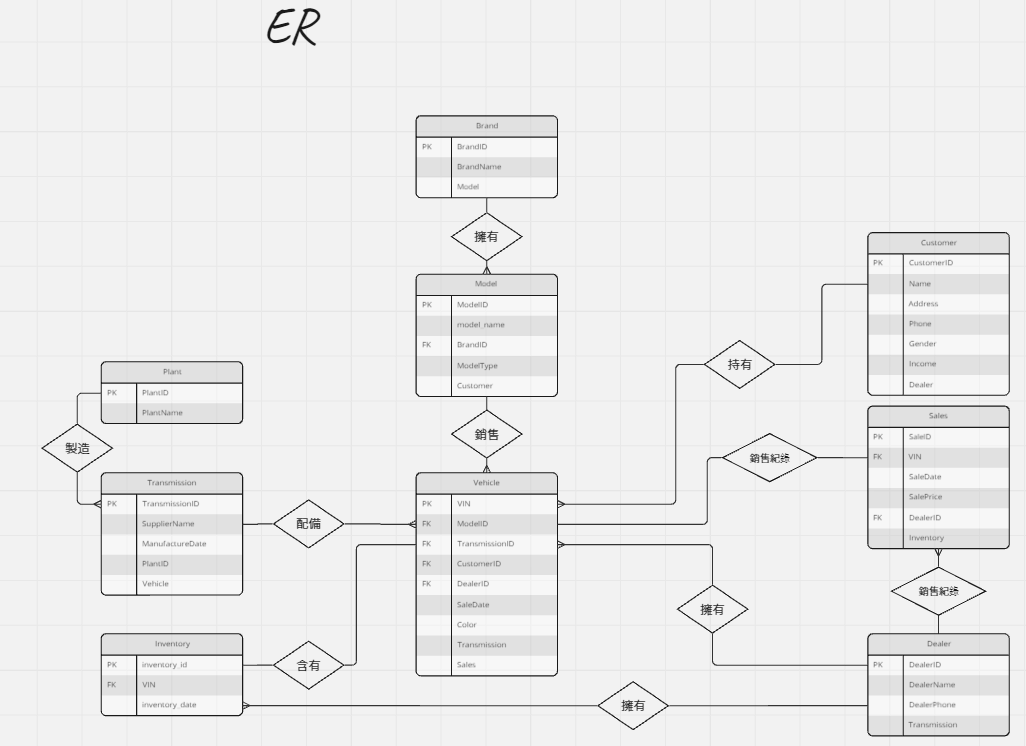 ER
Brand
PK BrandID
BrandName
Model
擁有
Model
PK ModelID
model_name
FK BrandID
ModelType
Customer
銷售
Customer
PK CustomerID
Name
Address
Phone
Gender
Income
Dealer
持有
Plant
PK PlantID
PlantName
製造
Transmission
PK TransmissionID
SupplierName
ManufactureDate
PlantID
Vehicle
配備
Vehicle
PK VIN
FK ModelID
FK TransmissionID
FK CustomerID
FK DealerID
SaleDate
Color
Transmission
Sales
銷售紀錄
Sales
PK SaleID
FK VIN
SaleDate
SalePrice
FK DealerID
Inventory
銷售紀錄
擁有
Inventory
PK inventory_id
FK VIN
inventory_date
含有
擁有
Dealer
PK DealerID
DealerName
DealerPhone
Transmission